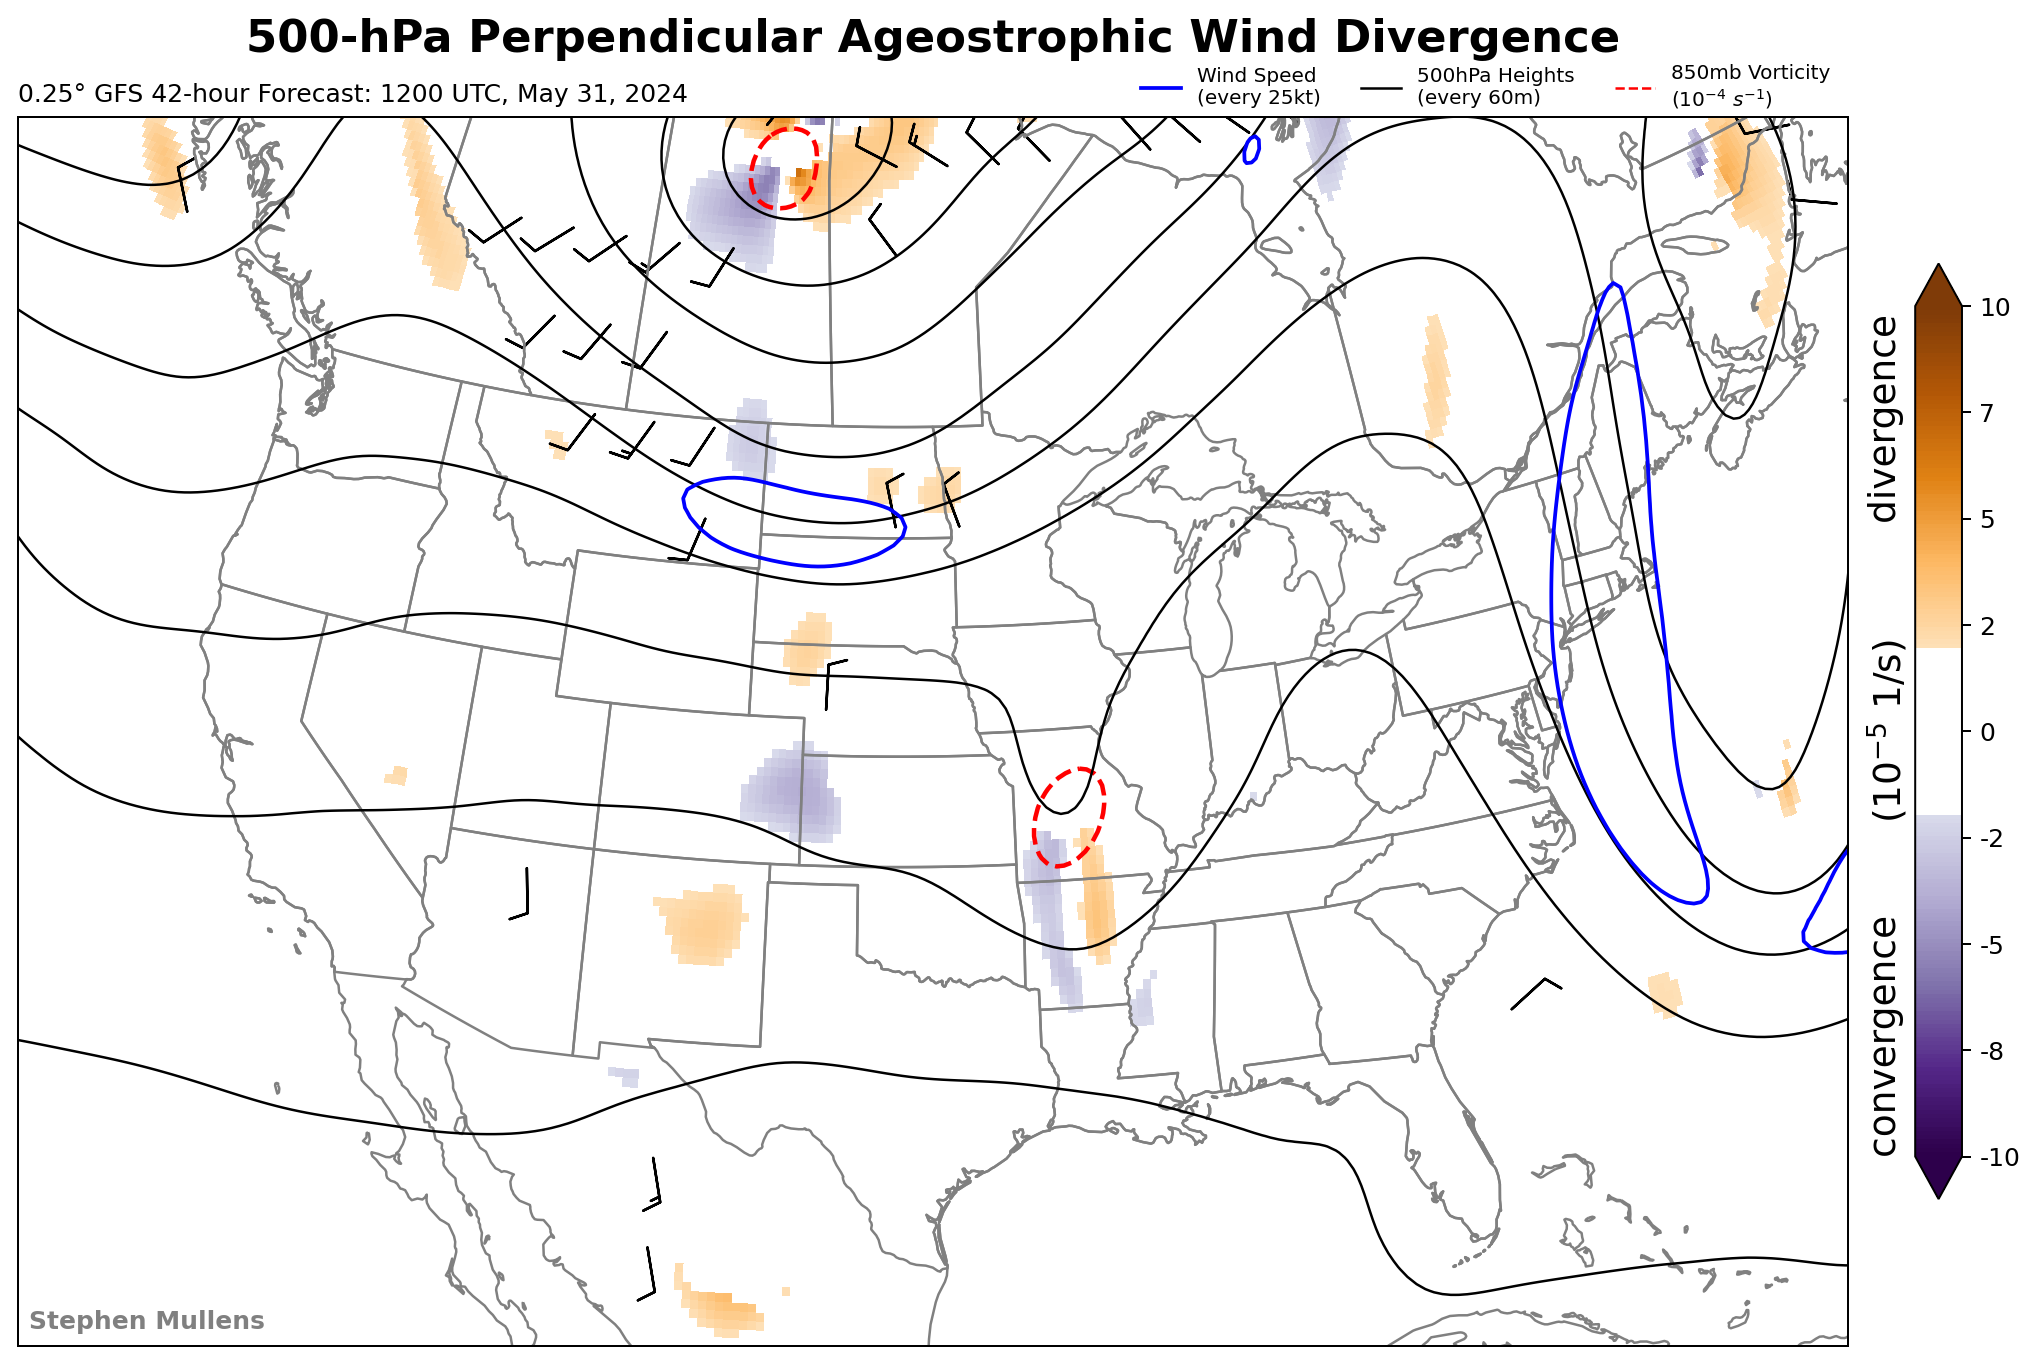 500-hPa Perpendicular Ageostrophic Wind Divergence
0.25° GFS 42-hour Forecast: 1200 UTC, May 31, 2024
Wind Speed
(every 25kt)
500hPa Heights
(every 60m)
850mb Vorticity
(10⁻⁴ s⁻¹)
10
7
5
2
0
-2
-5
-8
-10
convergence (10⁻⁵ 1/s) divergence
Stephen Mullens